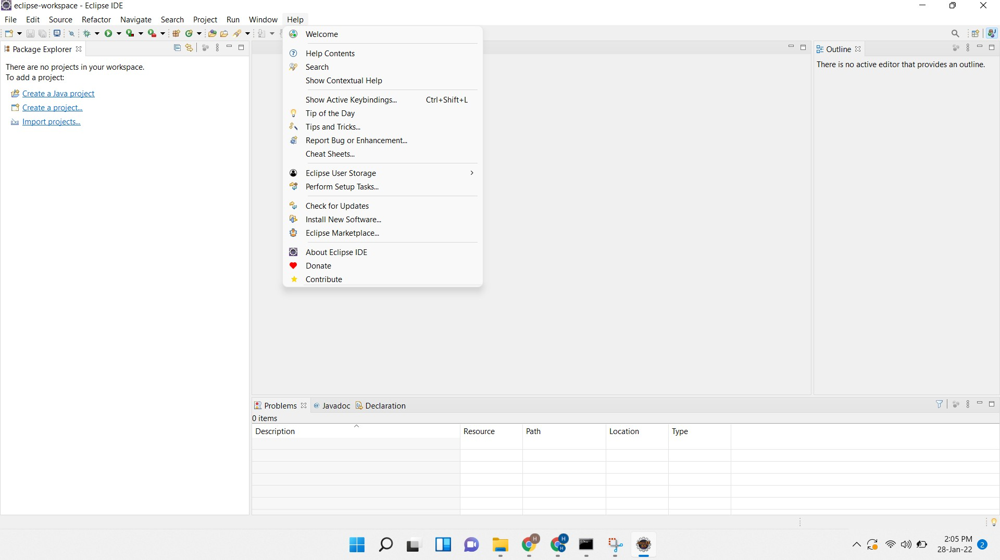 eclipse-workspace - Eclipse IDE
File Edit Source Refactor Navigate Search Project Run Window Help
Package Explorer
There are no projects in your workspace.
To add a project:
Create a Java project
Create a project...
Import projects...
Welcome
Help Contents
Search
Show Contextual Help
Show Active Keybindings... Ctrl+Shift+L
Tip of the Day
Tips and Tricks...
Report Bug or Enhancement...
Cheat Sheets...
Eclipse User Storage
Perform Setup Tasks...
Check for Updates
Install New Software...
Eclipse Marketplace...
About Eclipse IDE
Donate
Contribute
Outline
There is no active editor that provides an outline.
Problems @ Javadoc Declaration
0 items
Description Resource Path Location Type
H
H
H
2:05 PM
28-Jan-22
2